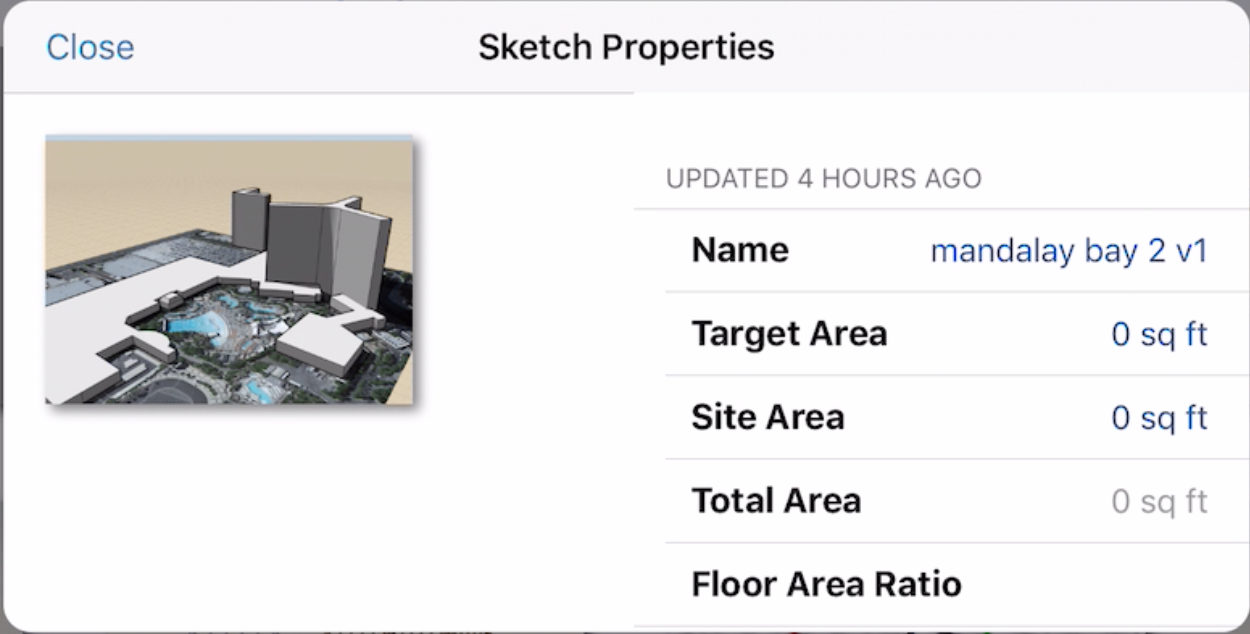 Close
Sketch Properties
UPDATED 4 HOURS AGO
Name mandalay bay 2 v1
Target Area 0 sq ft
Site Area 0 sq ft
Total Area 0 sq ft
Floor Area Ratio